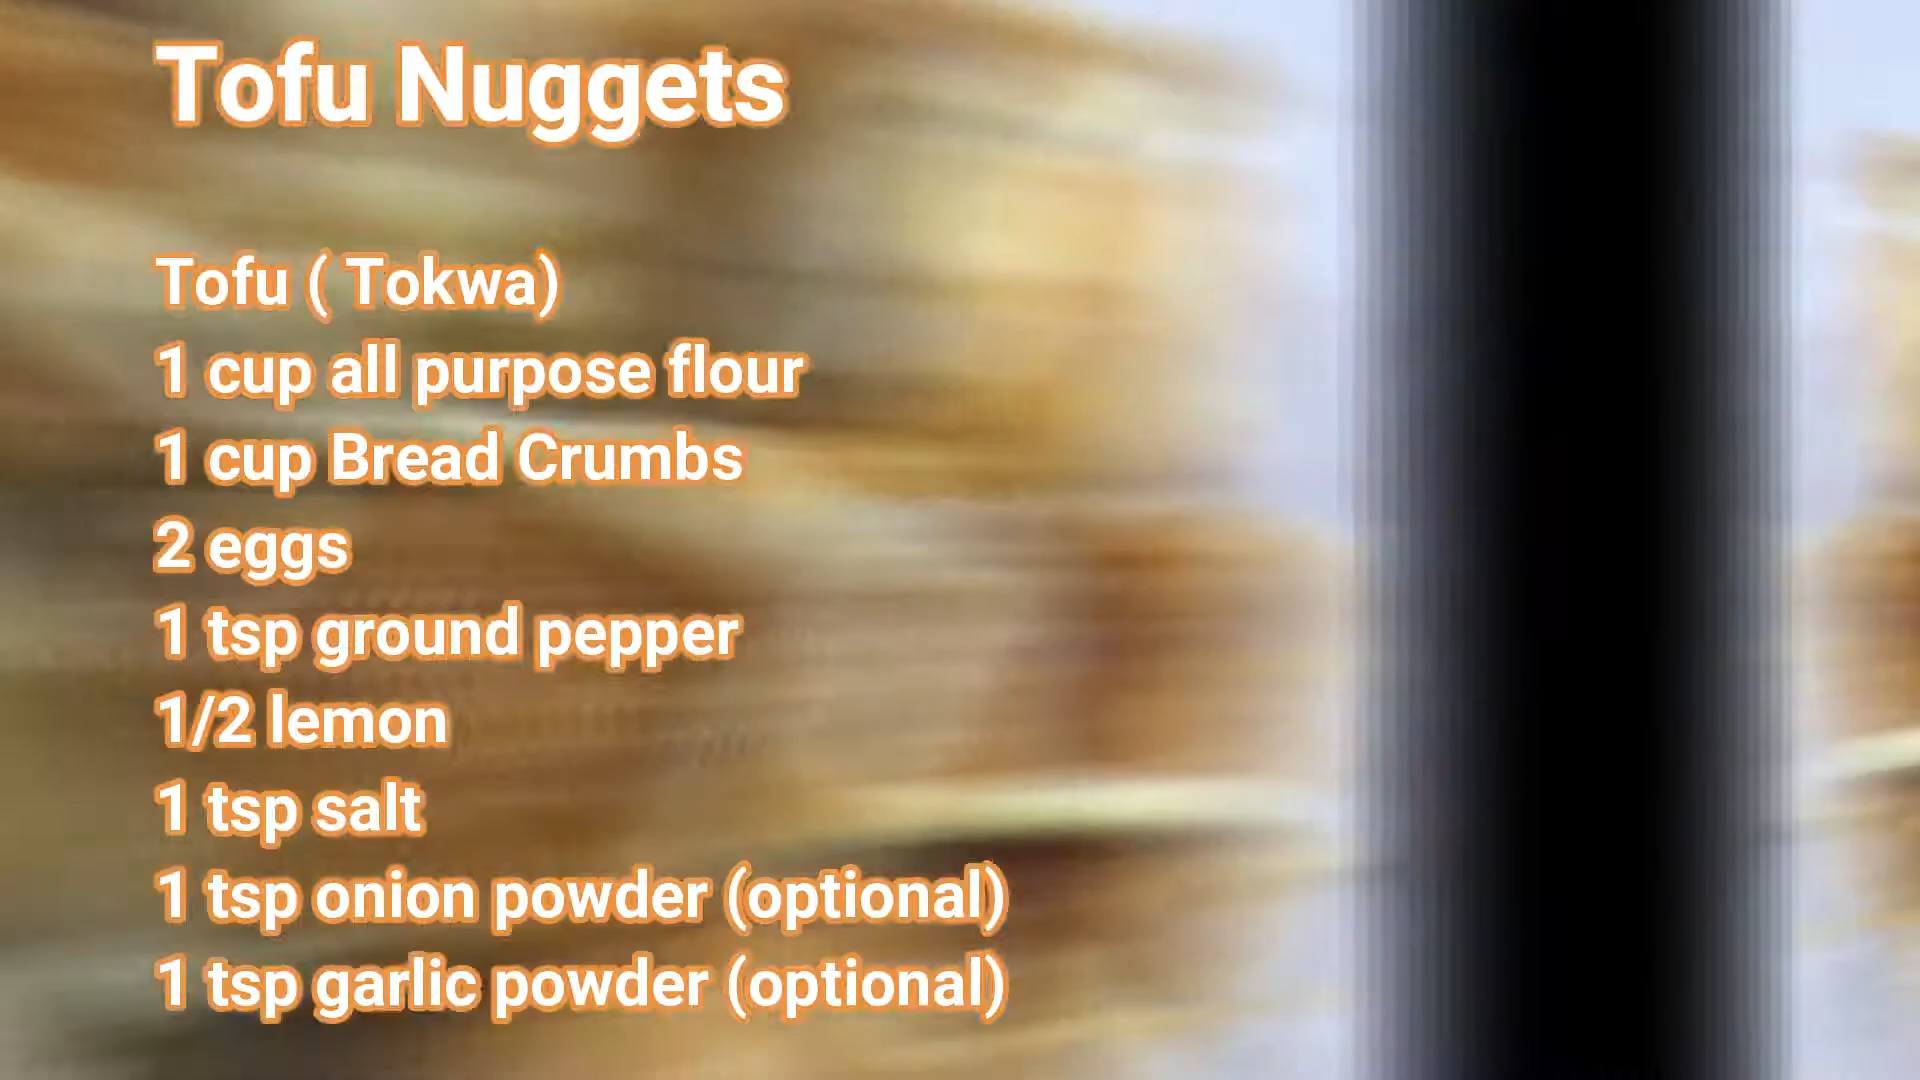 Tofu Nuggets
Tofu ( Tokwa)
1 cup all purpose flour
1 cup Bread Crumbs
2 eggs
1 tsp ground pepper
1/2 lemon
1 tsp salt
1 tsp onion powder (optional)
1 tsp garlic powder (optional)